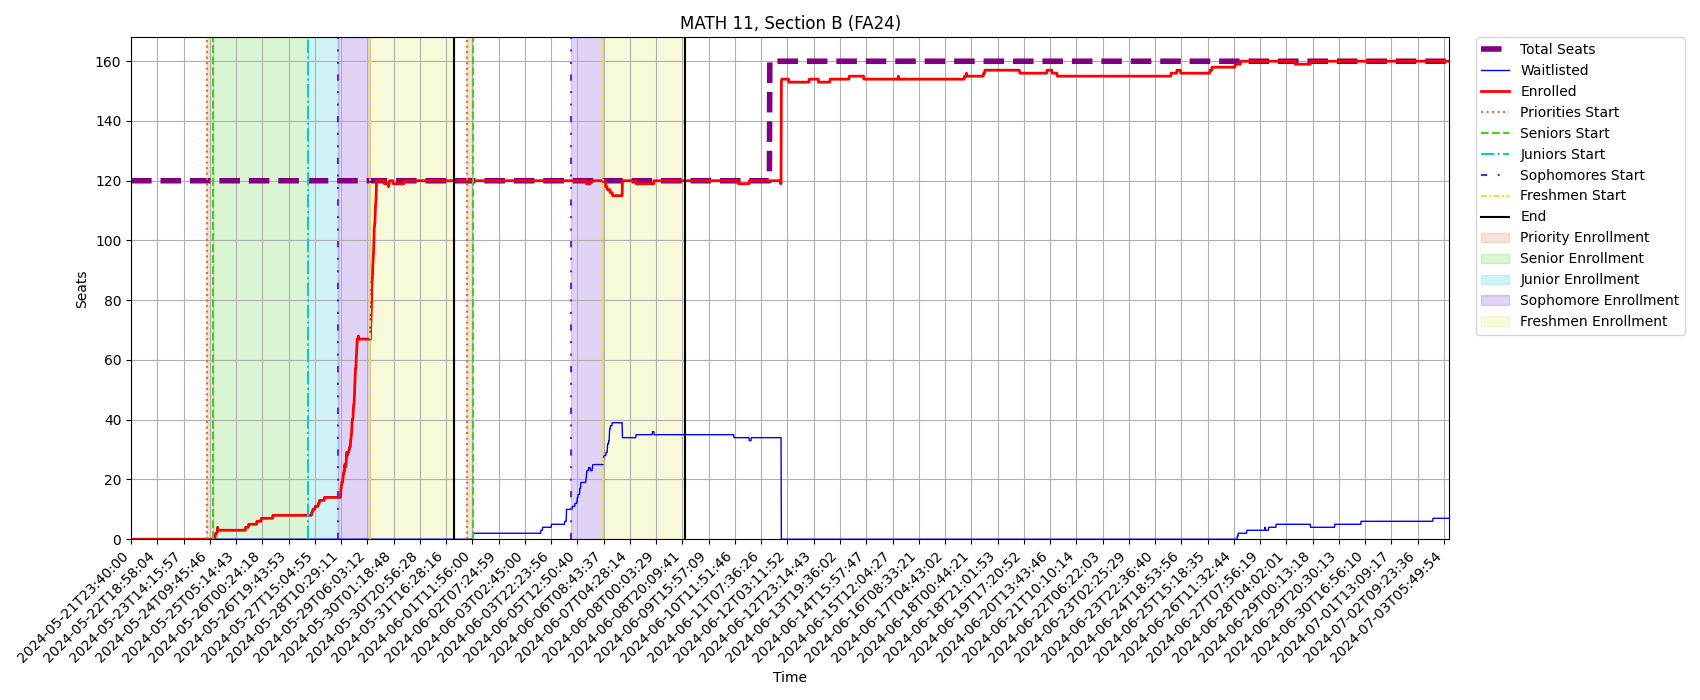 MATH 11, Section B (FA24)
Seats
160
140
120
100
80
60
40
20
0
2024-05-21T23:40:00
2024-05-22T18:58:04
2024-05-23T14:15:57
2024-05-24T09:45:46
2024-05-25T05:14:43
2024-05-26T00:24:18
2024-05-26T19:43:53
2024-05-27T15:04:55
2024-05-28T10:29:11
2024-05-29T06:03:12
2024-05-30T01:18:48
2024-05-30T20:56:28
2024-05-31T16:28:16
2024-06-01T11:56:00
2024-06-02T07:24:59
2024-06-03T02:45:00
2024-06-03T22:23:56
2024-06-05T12:50:40
2024-06-06T08:43:37
2024-06-07T04:28:14
2024-06-08T00:03:29
2024-06-08T20:09:41
2024-06-09T15:57:09
2024-06-10T11:51:46
2024-06-11T07:36:26
2024-06-12T03:11:52
2024-06-12T23:14:43
2024-06-13T19:36:02
2024-06-14T15:57:47
2024-06-15T12:04:27
2024-06-16T08:33:21
2024-06-17T04:43:02
2024-06-18T00:44:21
2024-06-18T21:01:53
2024-06-19T17:20:52
2024-06-20T13:43:46
2024-06-21T10:10:14
2024-06-22T06:22:03
2024-06-23T02:25:29
2024-06-23T22:36:40
2024-06-24T18:53:56
2024-06-25T15:18:35
2024-06-26T11:32:44
2024-06-27T07:56:19
2024-06-28T04:02:01
2024-06-29T00:13:18
2024-06-29T20:30:13
2024-06-30T16:56:10
2024-07-01T13:09:17
2024-07-02T09:23:36
2024-07-03T05:49:54
Time
Total Seats
Waitlisted
Enrolled
Priorities Start
Seniors Start
Juniors Start
Sophomores Start
Freshmen Start
End
Priority Enrollment
Senior Enrollment
Junior Enrollment
Sophomore Enrollment
Freshmen Enrollment